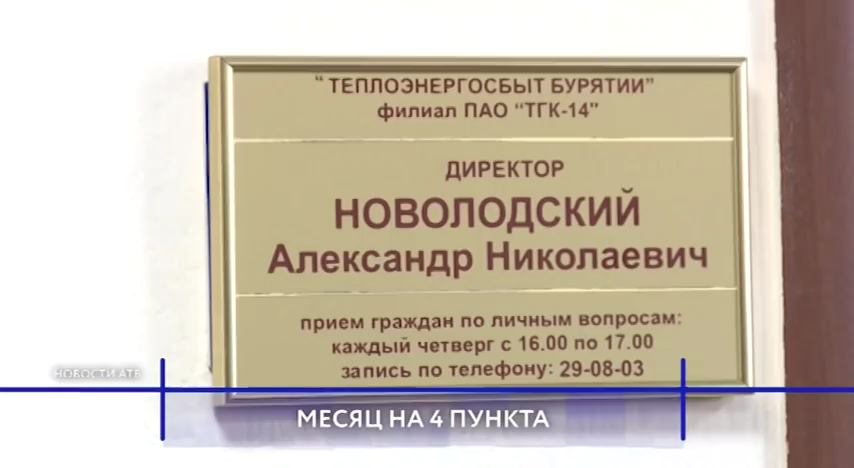 “ТЕПЛОЭНЕРГОСБЫТ БУРЯТИИ”
филиал ПАО “ТГК-14"
ДИРЕКТОР
НОВОЛОДСКИЙ
Александр Николаевич
прием граждан по личным вопросам:
каждый четверг с 16.00 по 17.00
запись по телефону: 29-08-03
НОВОСТИ АТВ
МЕСЯЦ НА 4 ПУНКТА